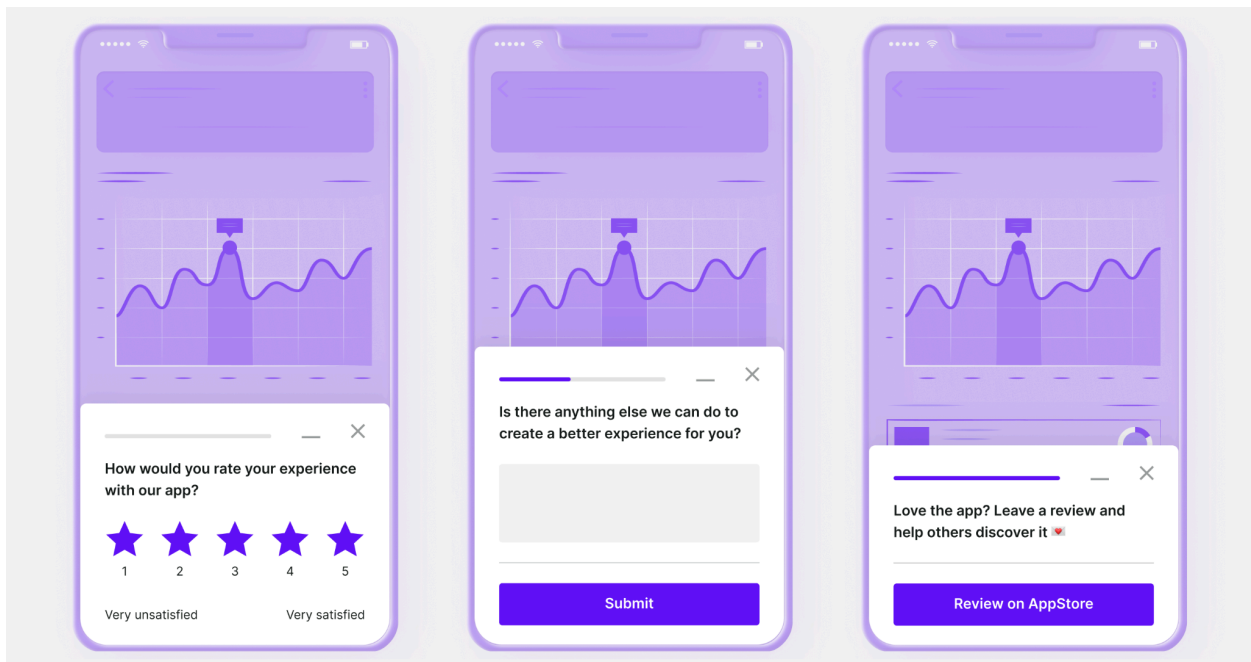 How would you rate your experience
with our app?
1 2 3 4 5
Very unsatisfied Very satisfied
Is there anything else we can do to
create a better experience for you?
Submit
Love the app? Leave a review and
help others discover it 💌
Review on AppStore